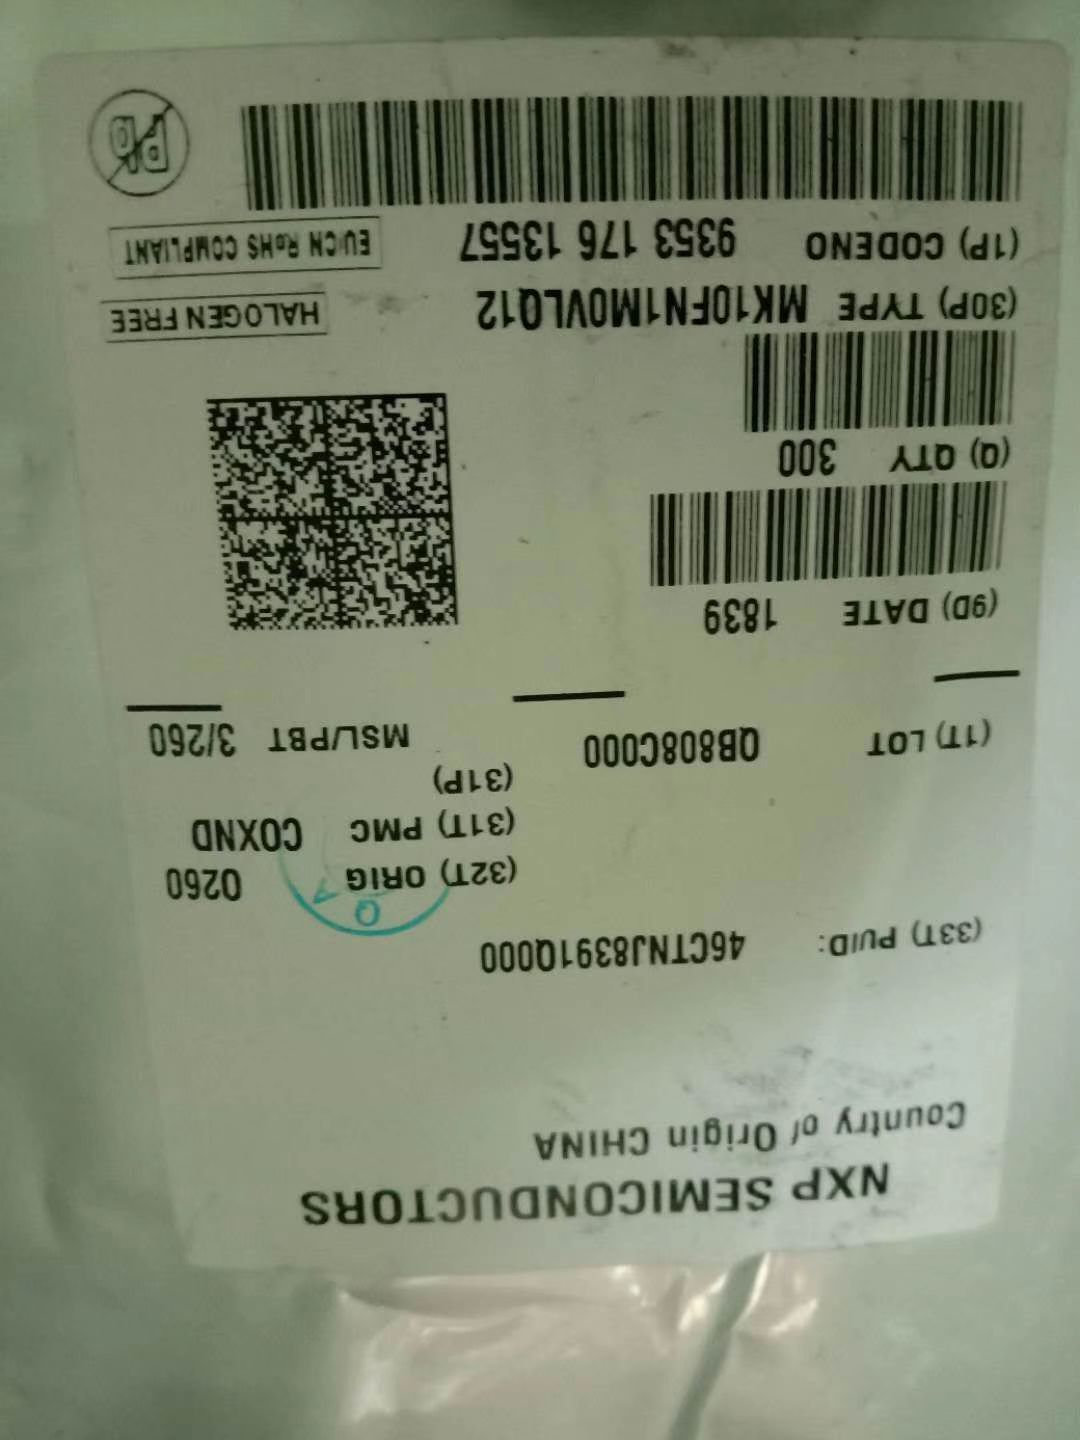 NXP SEMICONDUCTORS
Country of Origin CHINA
(33T) PUID: 46CTNJ8391Q000
(32T) ORIG 0260
Q A
(31T) PMC COXND
(31P)
(1T) LOT QB808C000 MSL/PBT 3/260
(9D) DATE 1839
(Q) QTY 300
(30P) TYPE MK10FN1M0VLQ12 HALOGEN FREE
(1P) CODENO 9353 176 13557 EU/CN RoHS COMPLIANT
Pb